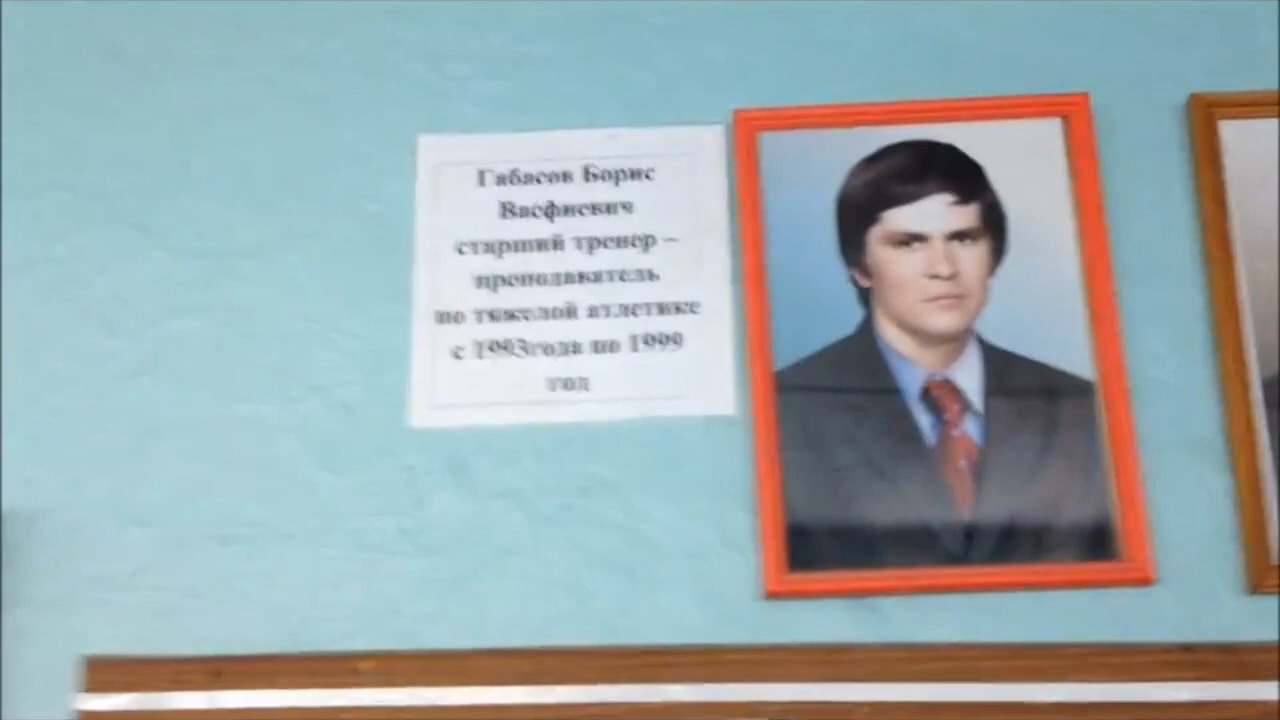 Габасов Борис
Васфиевич
старший тренер –
преподаватель
по тяжелой атлетике
с 1993года по 1999
год